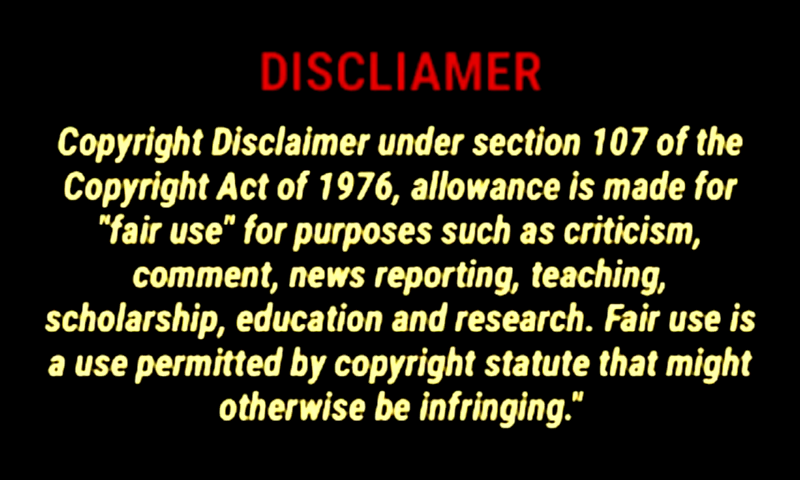 DISCLIAMER
Copyright Disclaimer under section 107 of the
Copyright Act of 1976, allowance is made for
"fair use" for purposes such as criticism,
comment, news reporting, teaching,
scholarship, education and research. Fair use is
a use permitted by copyright statute that might
otherwise be infringing."